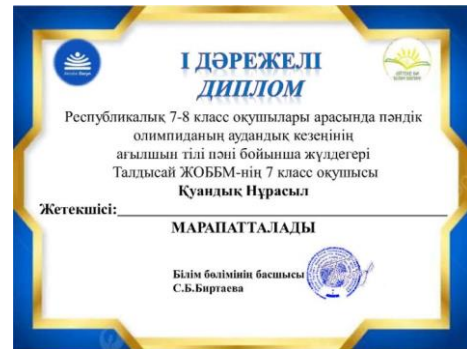 І ДӘРЕЖЕЛІ
ДИПЛОМ
Республикалық 7-8 класс оқушылары арасында пәндік
олимпиданың аудандық кезеңінің
ағылшын тілі пәні бойынша жүлдегері
Талдысай ЖОББМ-нің 7 класс оқушысы
Қуандық Нұрасыл
Жетекшісі:
МАРАПАТТАЛАДЫ
Білім бөлімінің басшысы
С.Б.Биртаева